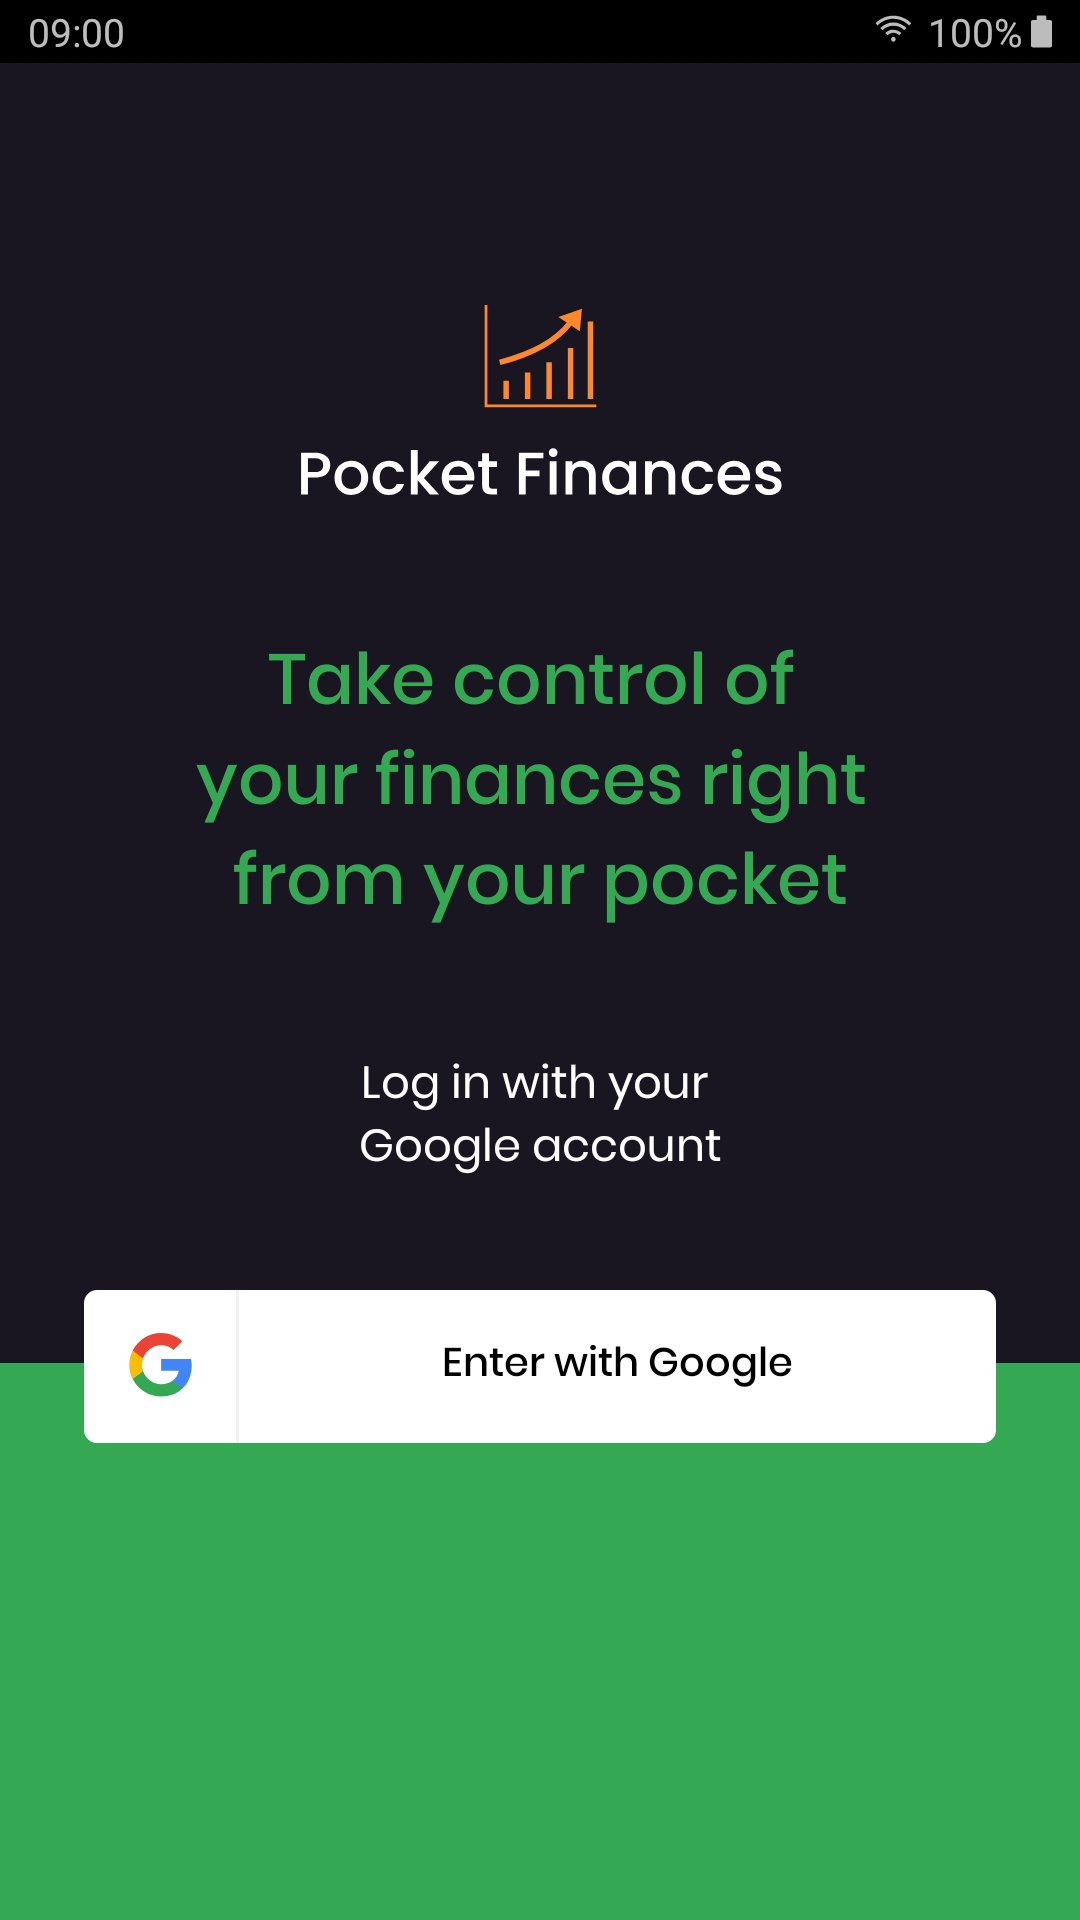 09:00 100%
Pocket Finances
Take control of
your finances right
from your pocket
Log in with your
Google account
Enter with Google